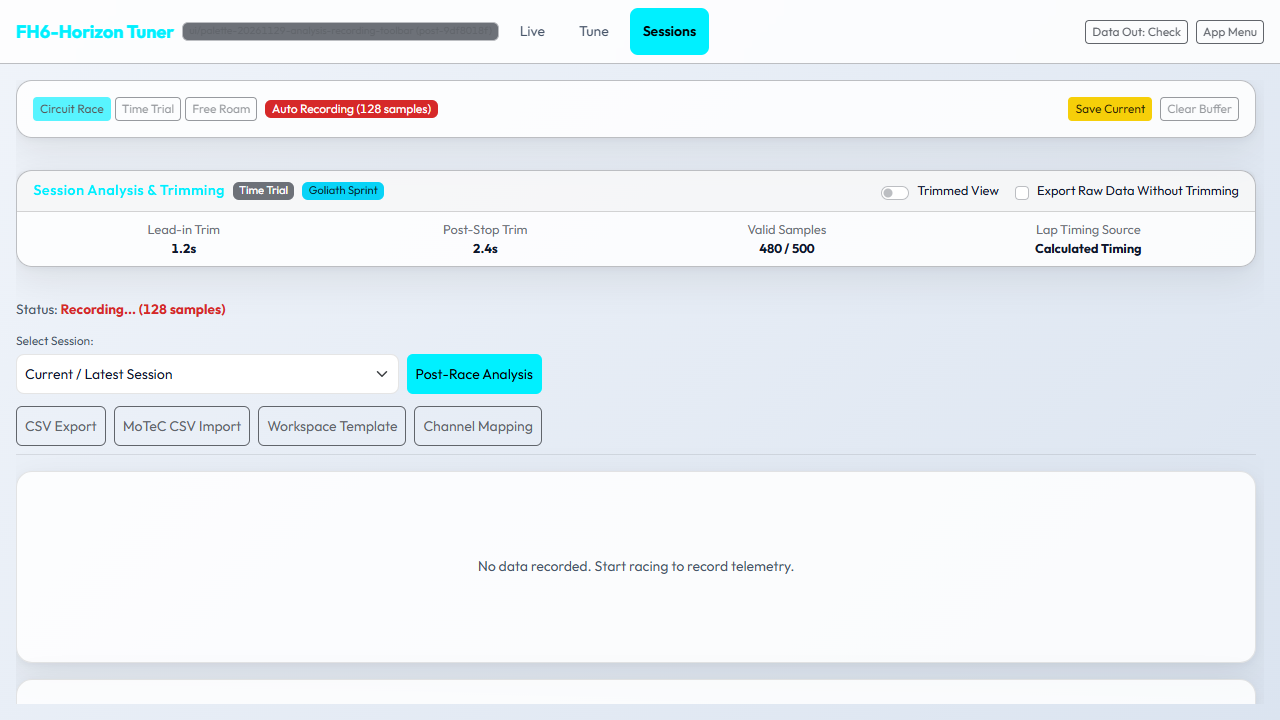 FH6-Horizon Tuner
Live
Tune
Sessions
Data Out: Check
App Menu
Circuit Race
Time Trial
Free Roam
Auto Recording (128 samples)
Save Current
Clear Buffer
Session Analysis & Trimming
Time Trial
Goliath Sprint
Trimmed View
Export Raw Data Without Trimming
Lead-in Trim
1.2s
Post-Stop Trim
2.4s
Valid Samples
480 / 500
Lap Timing Source
Calculated Timing
Status: Recording... (128 samples)
Select Session:
Current / Latest Session
Post-Race Analysis
CSV Export
MoTeC CSV Import
Workspace Template
Channel Mapping
No data recorded. Start racing to record telemetry.